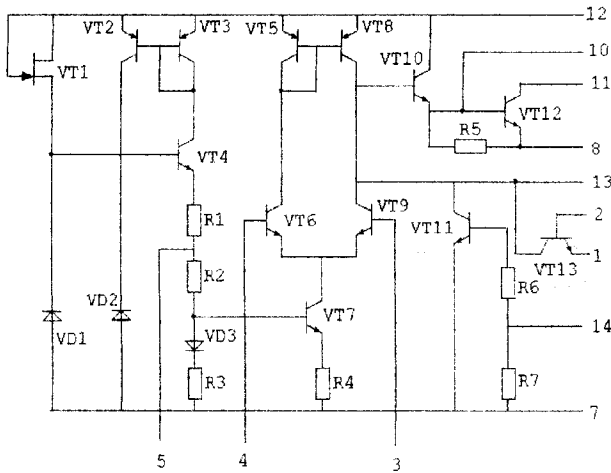 12
VT2 VT3 VT5 VT8
10
VT1 VT10
11
VT12
R5
8
VT4
13
R1 VT6 VT9 VT11 2
1
VT13
R2 R6
VD2 VT7
14
VD1 VD3
R3 R4 R7
7
5 4 3